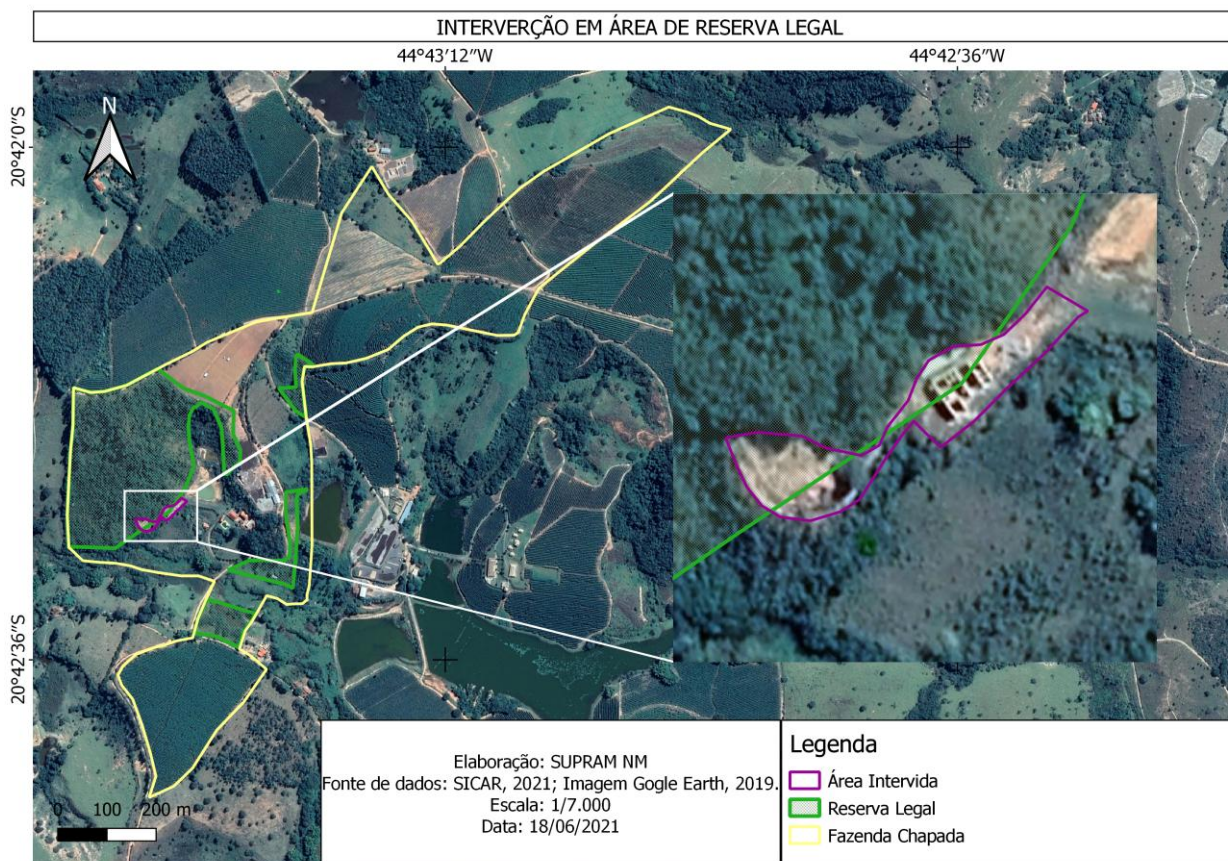 INTERVERÇÃO EM ÁREA DE RESERVA LEGAL
44°43'12"W
44°42'36"W
N
20°42'0"S
20°42'36"S
0 100 200 m
Elaboração: SUPRAM NM
Fonte de dados: SICAR, 2021; Imagem Gogle Earth, 2019.
Escala: 1/7.000
Data: 18/06/2021
Legenda
Área Intervida
Reserva Legal
Fazenda Chapada